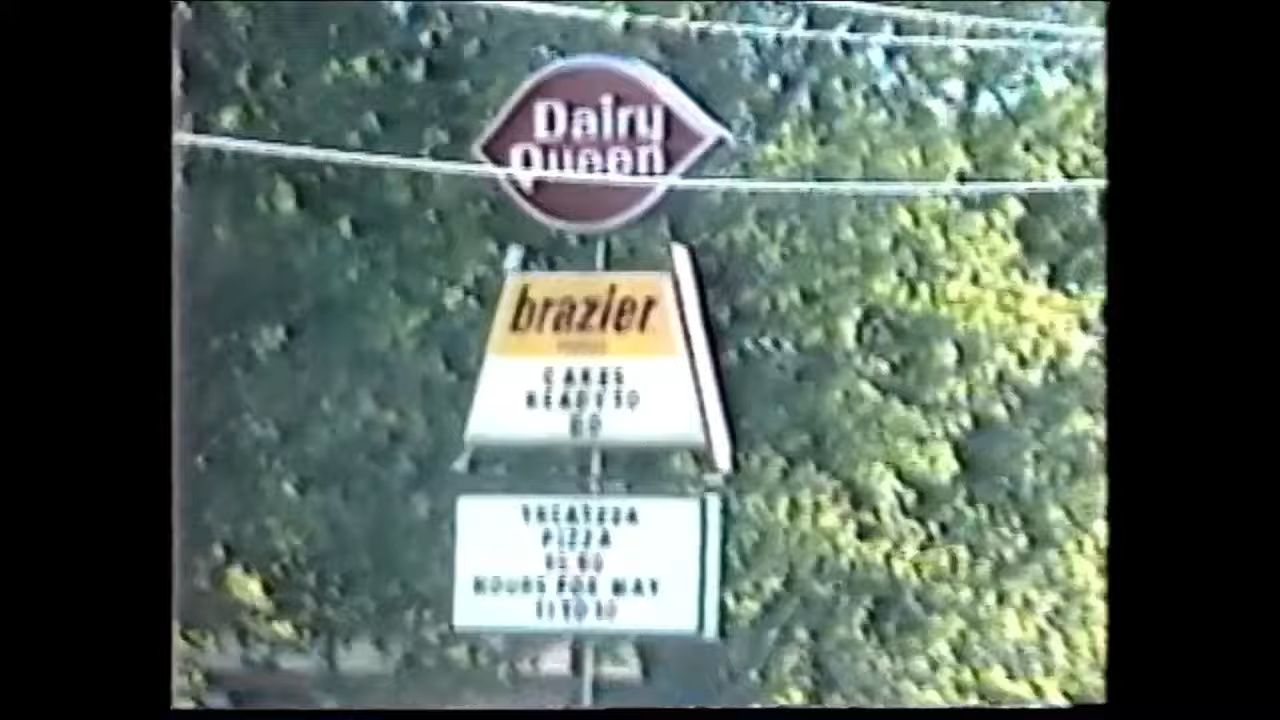 Dairy
Queen
brazier
CAKES
READY TO
GO
TREATZZA
PIZZA
HOURS FOR MAY